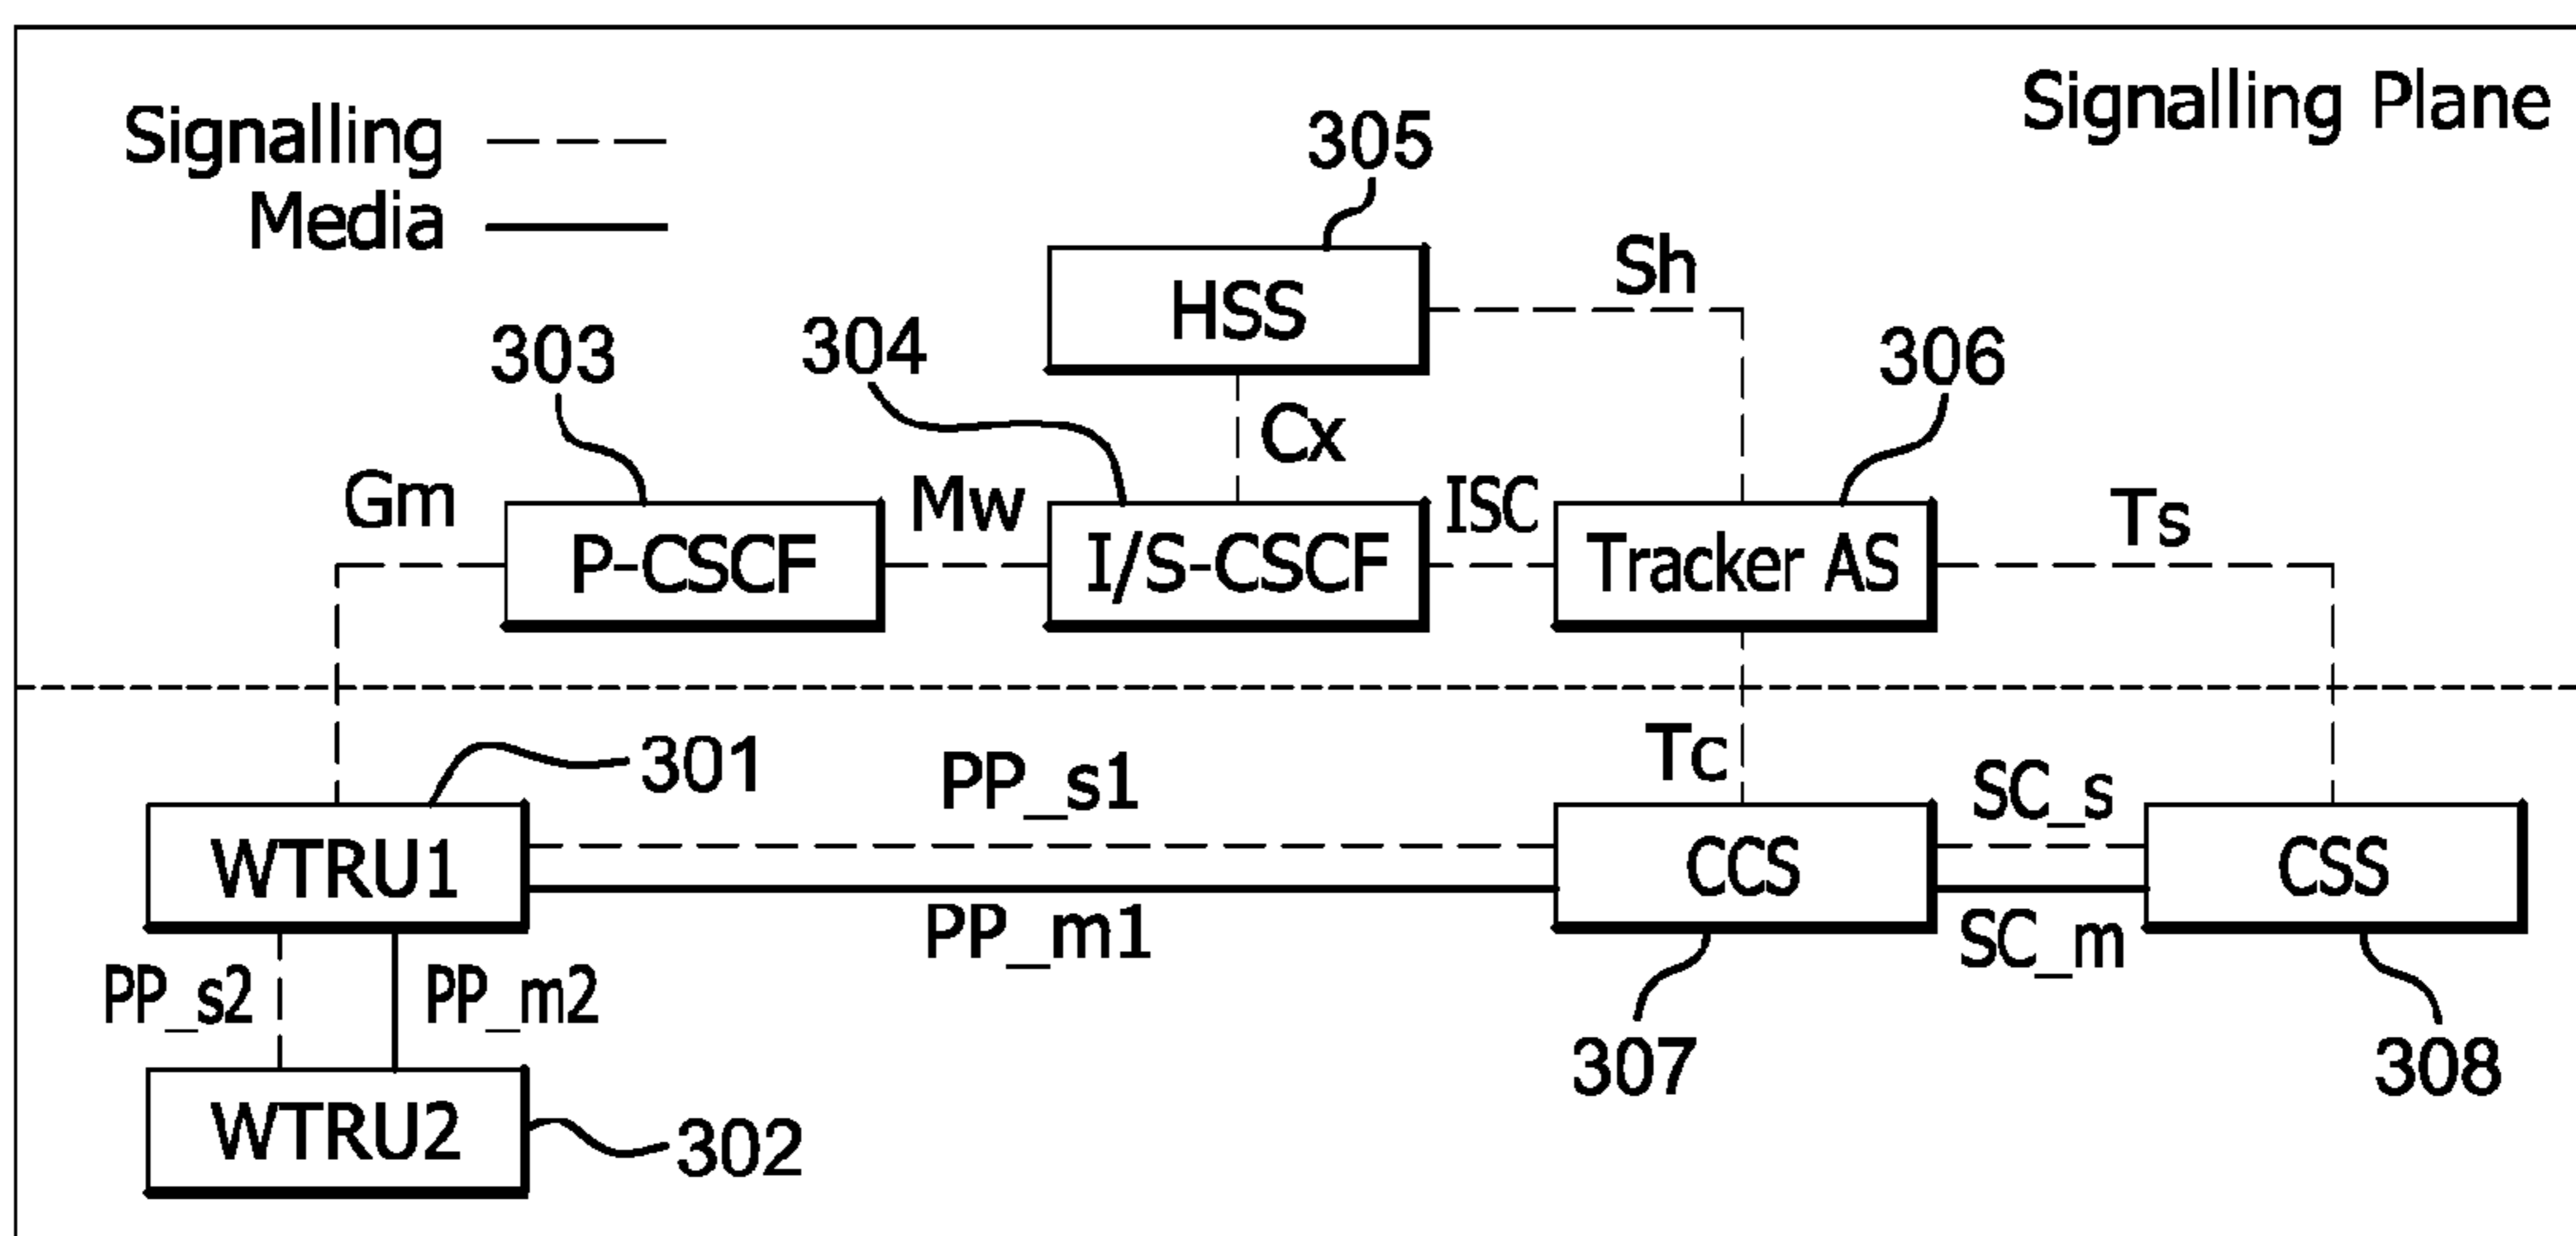 Signalling
Media
Signalling Plane
305
HSS
Sh
303
304
306
Cx
Gm
P-CSCF
Mw
I/S-CSCF
ISC
Tracker AS
Ts
301
WTRU1
PP_s1
PP_m1
Tc
CCS
SC_s
SC_m
CSS
PP_s2
PP_m2
WTRU2
302
307
308